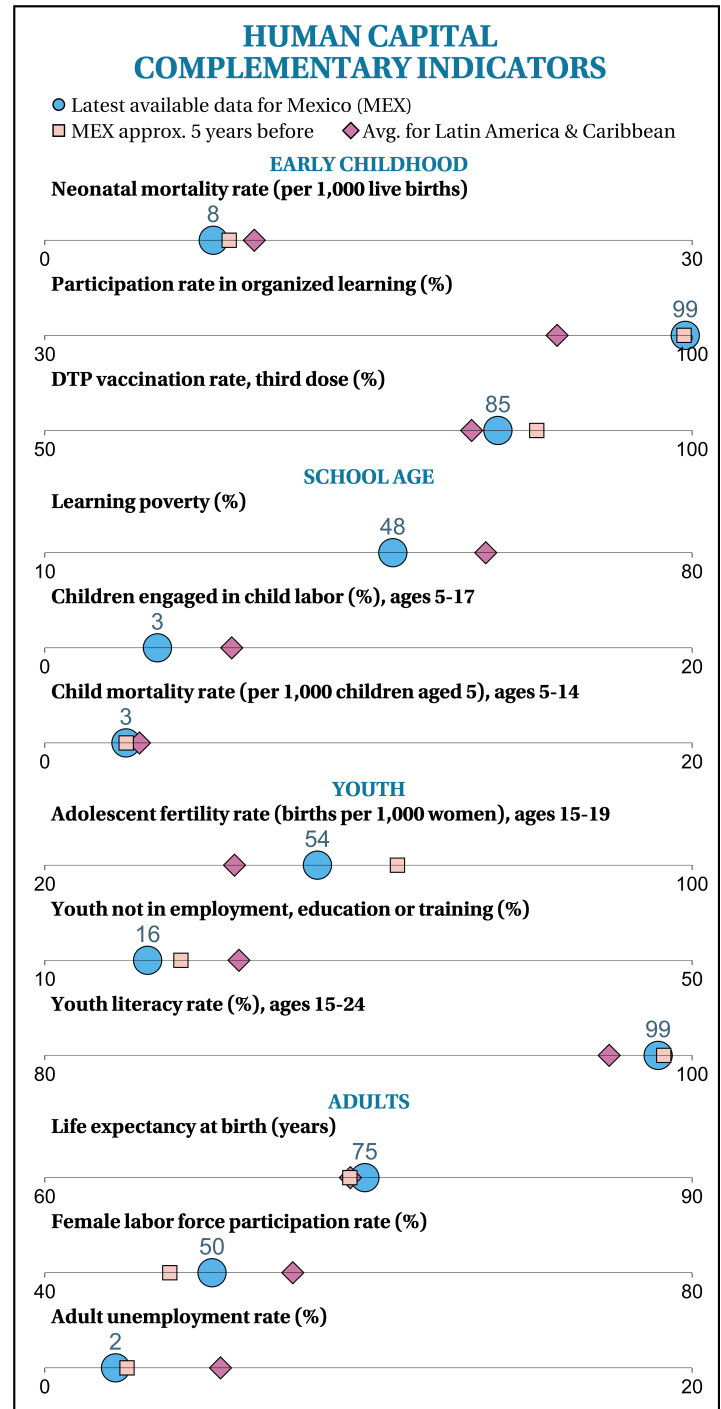 HUMAN CAPITAL
COMPLEMENTARY INDICATORS
Latest available data for Mexico (MEX)
MEX approx. 5 years before
Avg. for Latin America & Caribbean
EARLY CHILDHOOD
Neonatal mortality rate (per 1,000 live births)
8
0
30
Participation rate in organized learning (%)
99
30
100
DTP vaccination rate, third dose (%)
85
50
100
SCHOOL AGE
Learning poverty (%)
48
10
80
Children engaged in child labor (%), ages 5-17
3
0
20
Child mortality rate (per 1,000 children aged 5), ages 5-14
3
0
20
YOUTH
Adolescent fertility rate (births per 1,000 women), ages 15-19
54
20
100
Youth not in employment, education or training (%)
16
10
50
Youth literacy rate (%), ages 15-24
99
80
100
ADULTS
Life expectancy at birth (years)
75
60
90
Female labor force participation rate (%)
50
40
80
Adult unemployment rate (%)
2
0
20